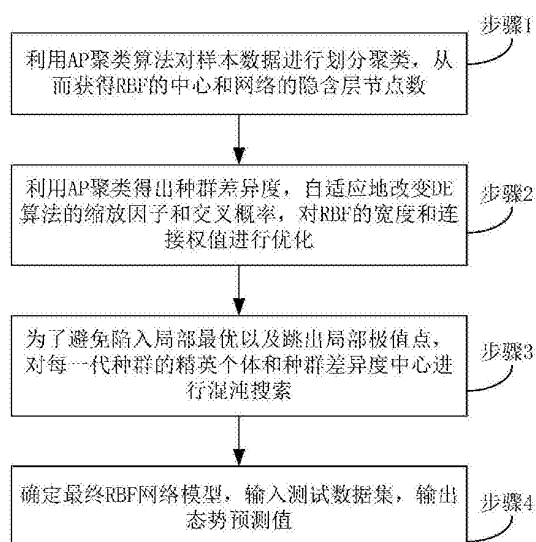 步骤1
利用AP聚类算法对样本数据进行划分聚类，从
而获得RBF的中心和网络的隐含层节点数
步骤2
利用AP聚类得出种群差异度，自适应地改变DE
算法的缩放因子和交叉概率，对RBF的宽度和连
接权值进行优化
步骤3
为了避免陷入局部最优以及跳出局部极值点，
对每一代种群的精英个体和种群差异度中心进
行混沌搜索
步骤4
确定最终RBF网络模型，输入测试数据集，输出
态势预测值